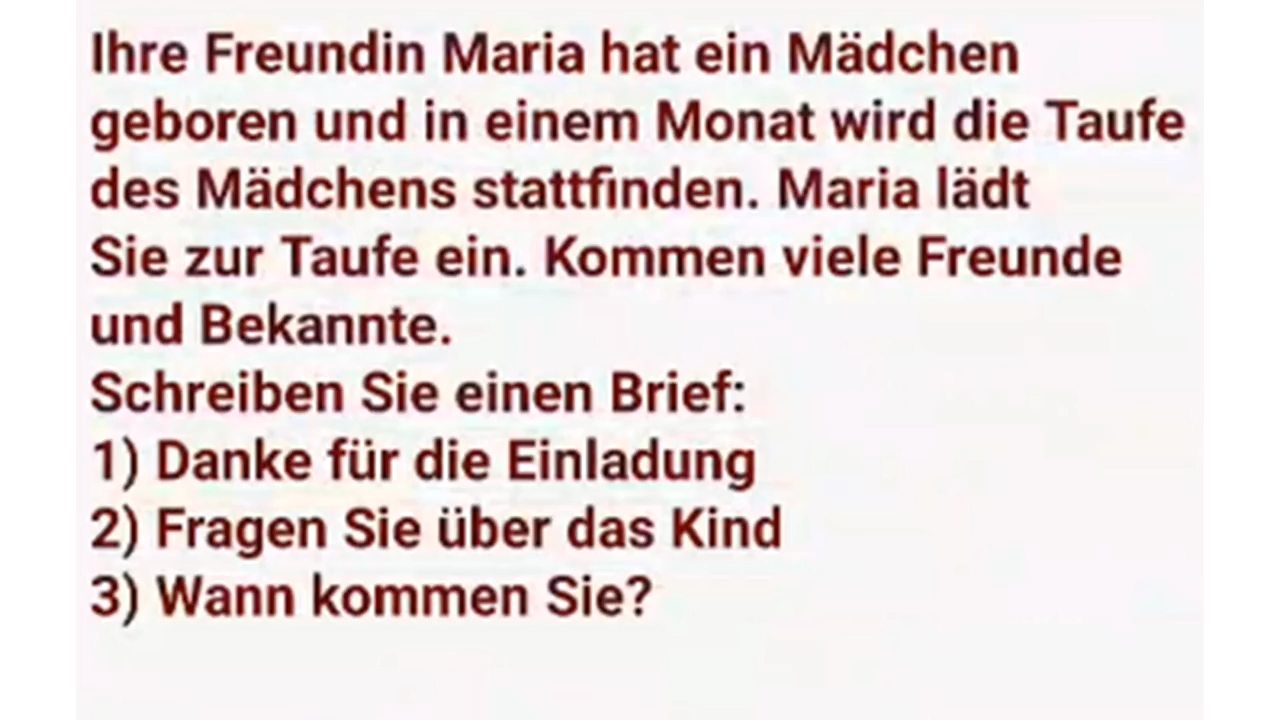 Ihre Freundin Maria hat ein Mädchen
geboren und in einem Monat wird die Taufe
des Mädchens stattfinden. Maria lädt
Sie zur Taufe ein. Kommen viele Freunde
und Bekannte.
Schreiben Sie einen Brief:
1) Danke für die Einladung
2) Fragen Sie über das Kind
3) Wann kommen Sie?